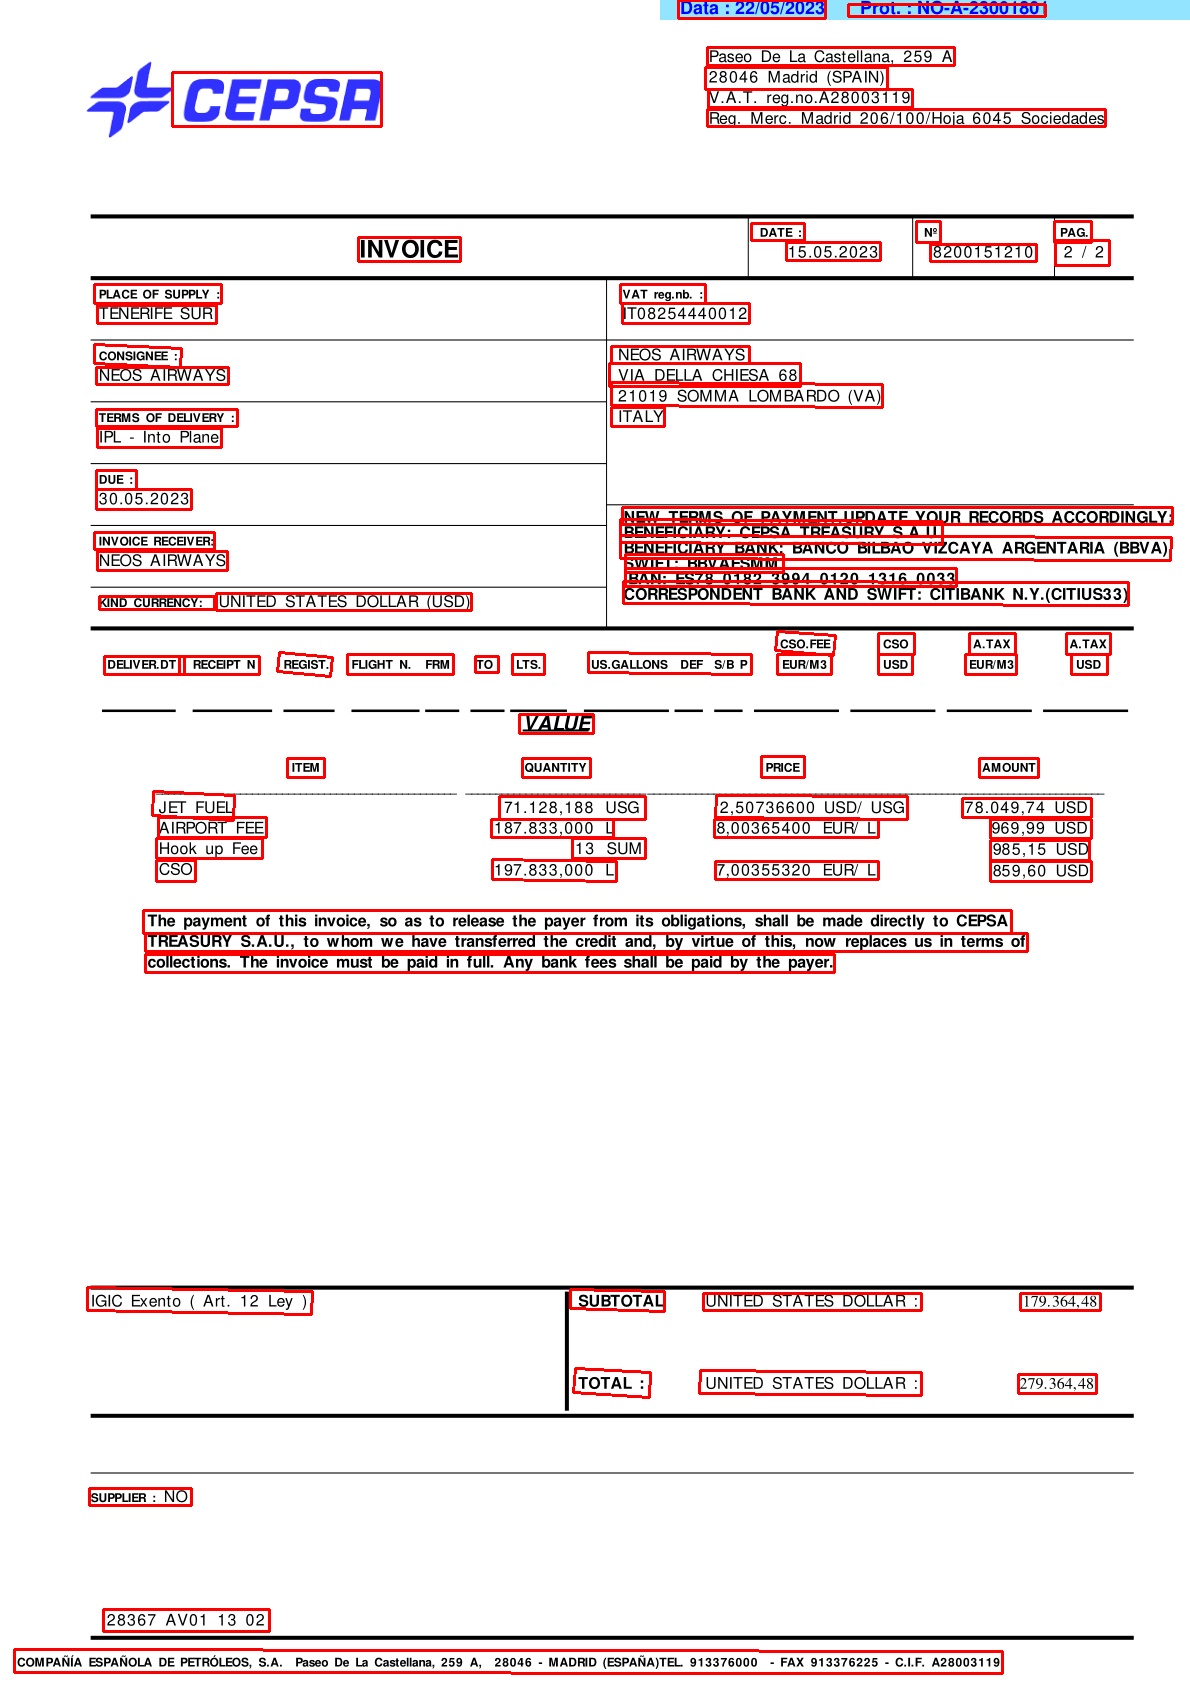 Data : 22/05/2023 Prot. : NO-A-2300180
CEPSA
Paseo De La Castellana, 259 A
28046 Madrid (SPAIN)
V.A.T. reg.no.A28003119
Reg. Merc. Madrid 206/100/Hoja 6045 Sociedades
INVOICE
DATE : Nº PAG.
15.05.2023 8200151210 2 / 2
PLACE OF SUPPLY :
TENERIFE SUR
VAT reg.nb. :
IT08254440012
CONSIGNEE :
NEOS AIRWAYS
NEOS AIRWAYS
VIA DELLA CHIESA 68
21019 SOMMA LOMBARDO (VA)
ITALY
TERMS OF DELIVERY :
IPL - Into Plane
DUE :
30.05.2023
INVOICE RECEIVER:
NEOS AIRWAYS
KIND CURRENCY: UNITED STATES DOLLAR (USD)
NEW TERMS OF PAYMENT.UPDATE YOUR RECORDS ACCORDINGLY:
BENEFICIARY: CEPSA TREASURY S.A.U.
BENEFICIARY BANK: BANCO BILBAO VIZCAYA ARGENTARIA (BBVA)
SWIFT: BBVAESMM
IBAN: ES78 0182 3994 0120 1316 0033
CORRESPONDENT BANK AND SWIFT: CITIBANK N.Y.(CITIUS33)
CSO.FEE CSO A.TAX A.TAX
DELIVER.DT RECEIPT N REGIST. FLIGHT N. FRM TO LTS. US.GALLONS DEF S/B P EUR/M3 USD EUR/M3 USD
VALUE
ITEM QUANTITY PRICE AMOUNT
JET FUEL 71.128,188 USG 2,50736600 USD/ USG 78.049,74 USD
AIRPORT FEE 187.833,000 L 8,00365400 EUR/ L 969,99 USD
Hook up Fee 13 SUM 985,15 USD
CSO 197.833,000 L 7,00355320 EUR/ L 859,60 USD
The payment of this invoice, so as to release the payer from its obligations, shall be made directly to CEPSA
TREASURY S.A.U., to whom we have transferred the credit and, by virtue of this, now replaces us in terms of
collections. The invoice must be paid in full. Any bank fees shall be paid by the payer.
IGIC Exento ( Art. 12 Ley ) SUBTOTAL UNITED STATES DOLLAR : 179.364,48
TOTAL : UNITED STATES DOLLAR : 279.364,48
SUPPLIER : NO
28367 AV01 13 02
COMPAÑÍA ESPAÑOLA DE PETRÓLEOS, S.A. Paseo De La Castellana, 259 A, 28046 - MADRID (ESPAÑA)TEL. 913376000 - FAX 913376225 - C.I.F. A28003119